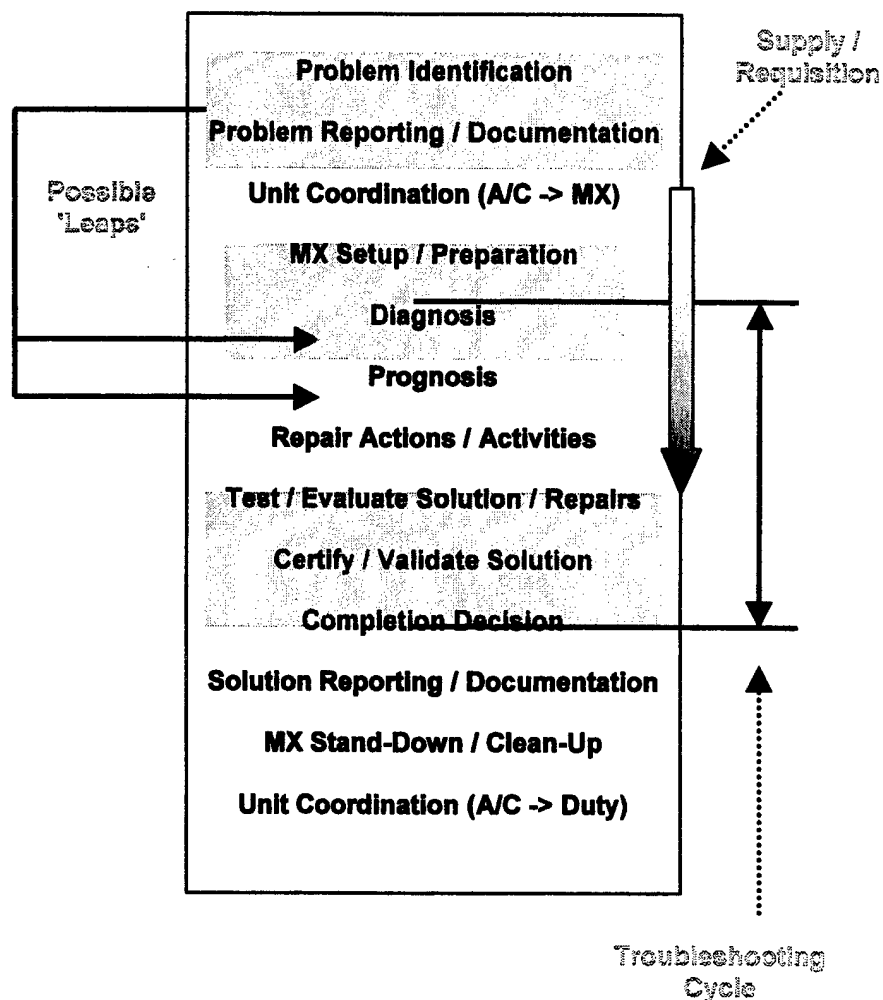 Supply /
Requisition
Problem Identification
Problem Reporting / Documentation
Possible
'Leaps'
Unit Coordination (A/C -> MX)
MX Setup / Preparation
Diagnosis
Prognosis
Repair Actions / Activities
Test / Evaluate Solution / Repairs
Certify / Validate Solution
Completion Decision
Solution Reporting / Documentation
MX Stand-Down / Clean-Up
Unit Coordination (A/C -> Duty)
Troubleshooting
Cycle